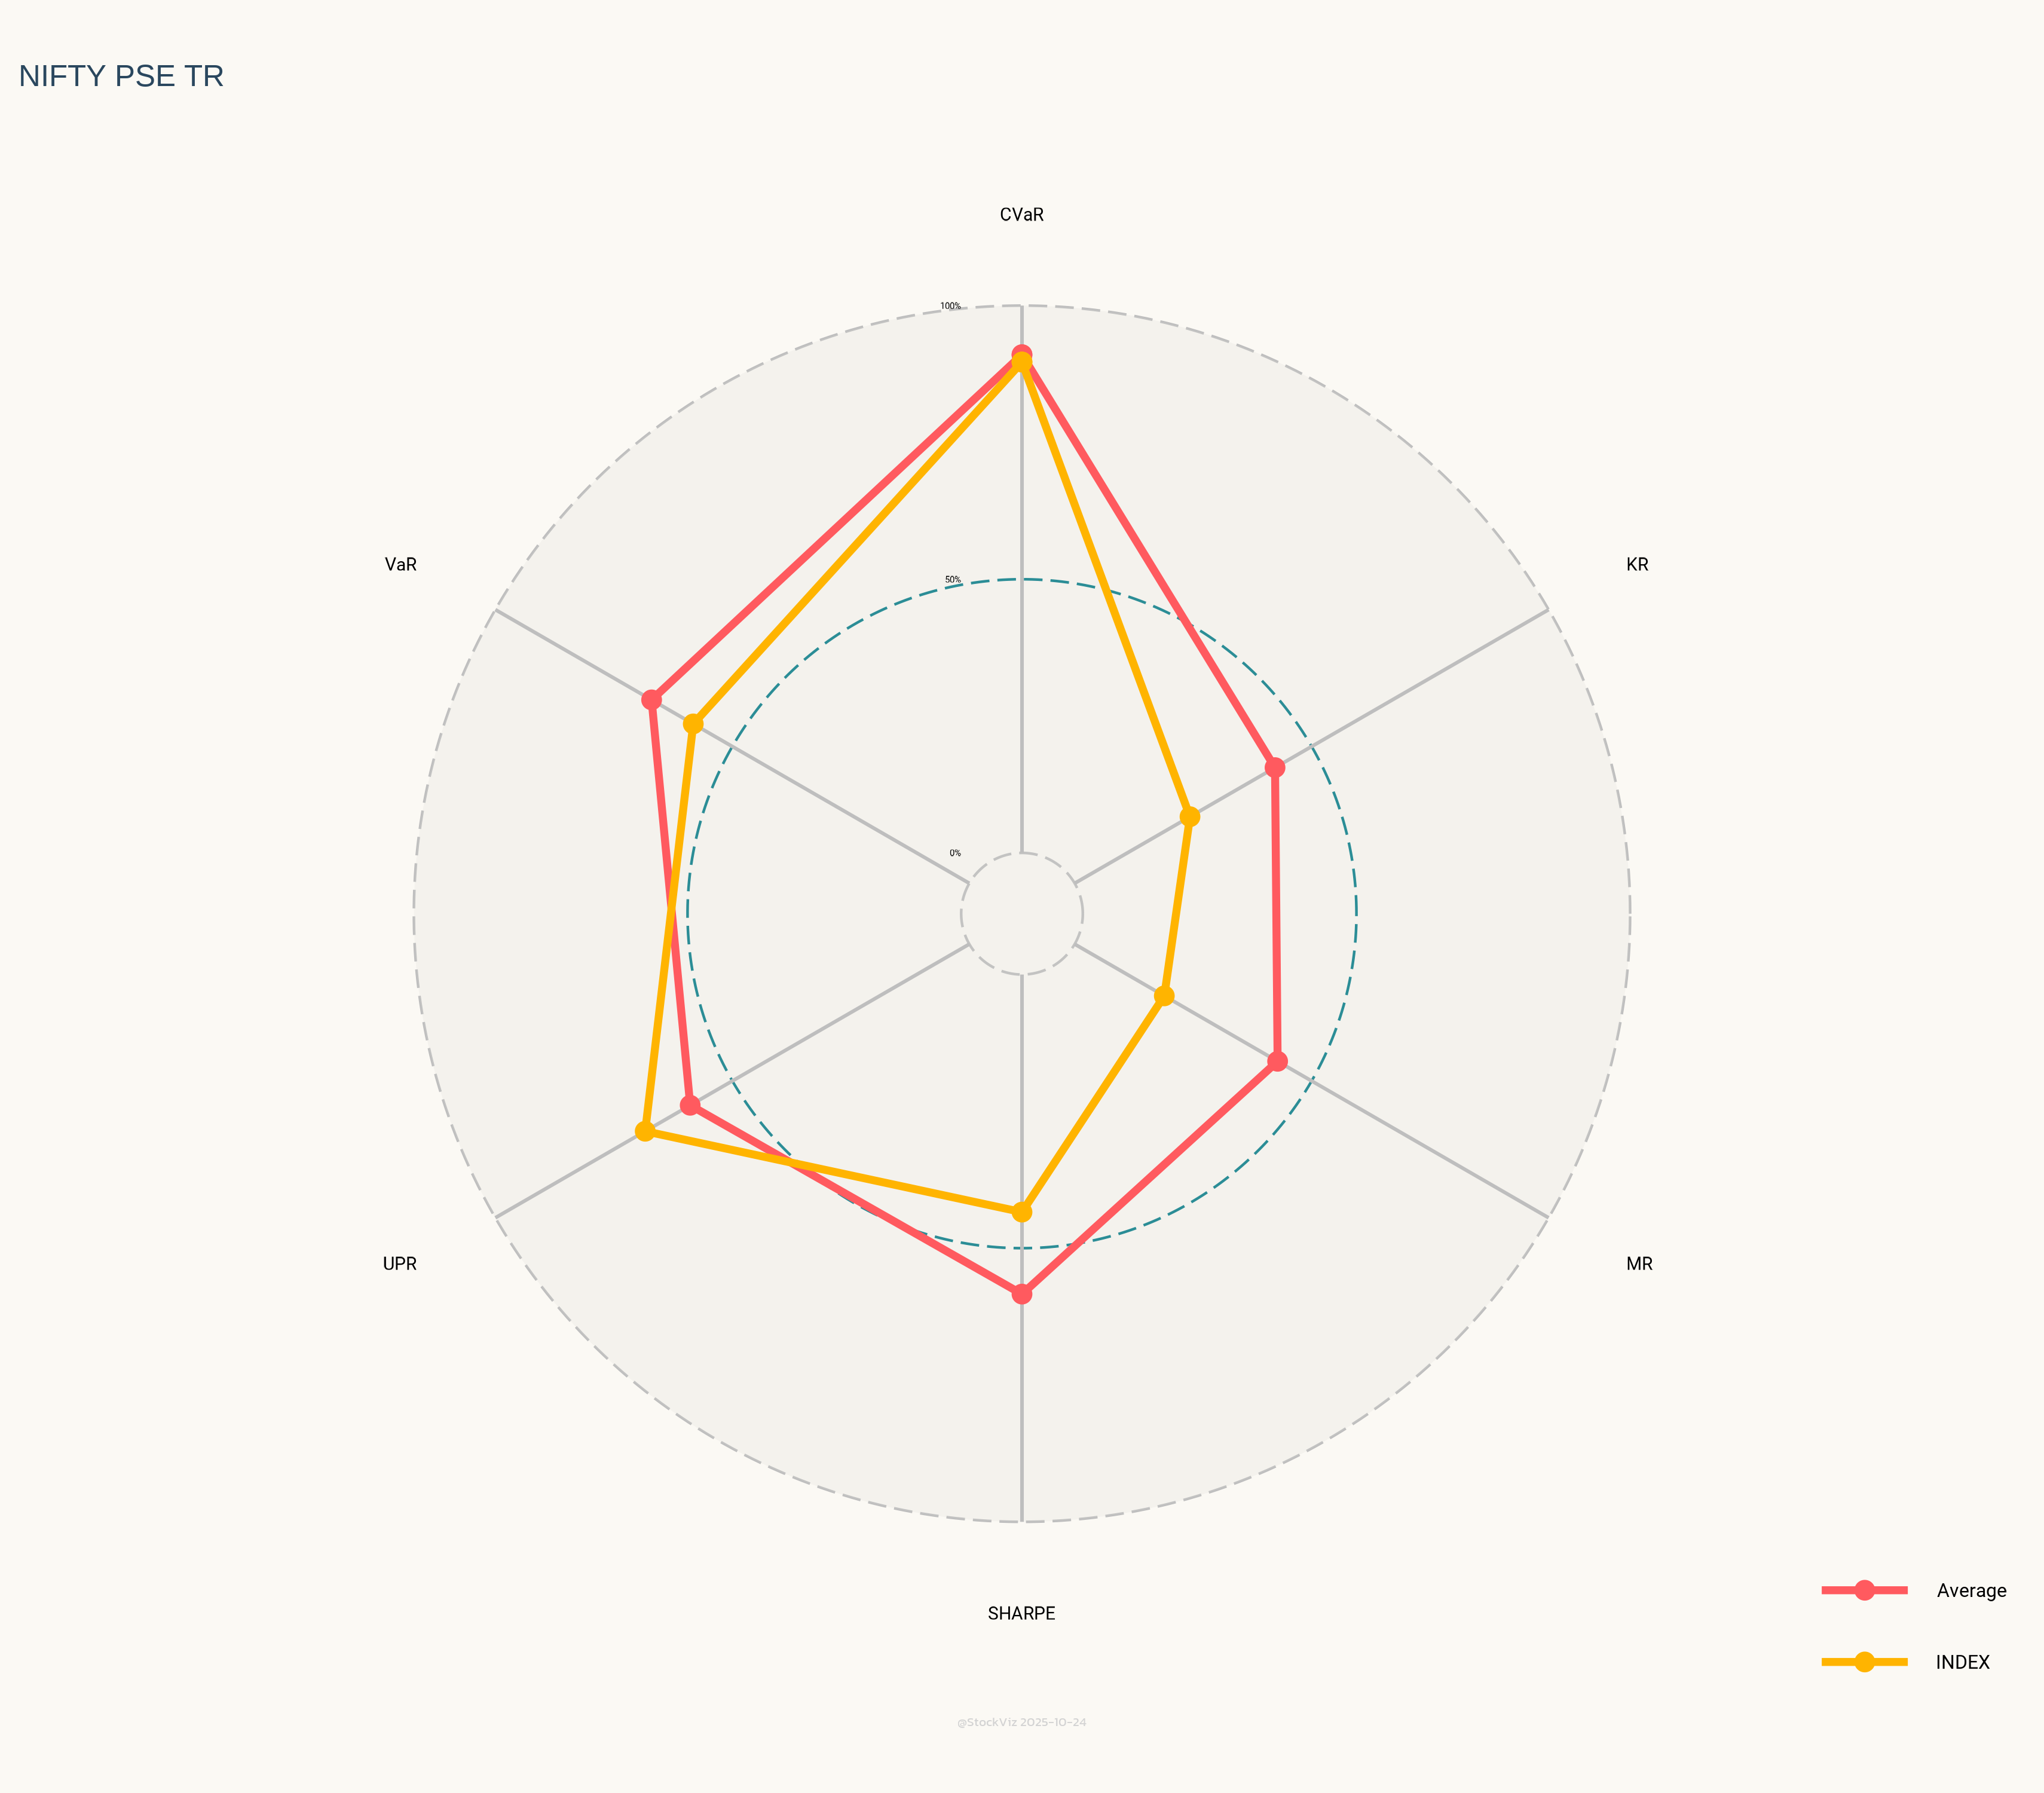 NIFTY PSE TR
CVaR
100%
VaR
KR
50%
0%
UPR
MR
SHARPE
Average
INDEX
@StockViz 2025-10-24